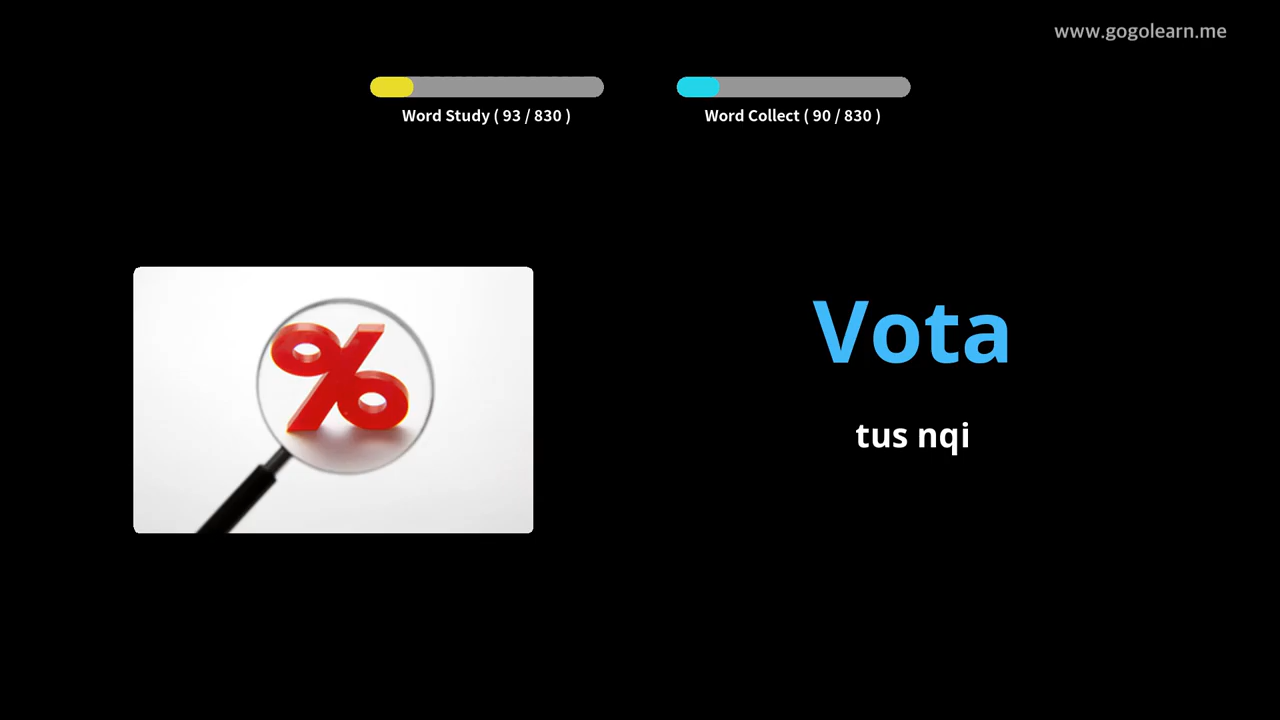 www.gogolearn.me
Word Study ( 93 / 830 )
Word Collect ( 90 / 830 )
%
Vota
tus nqi